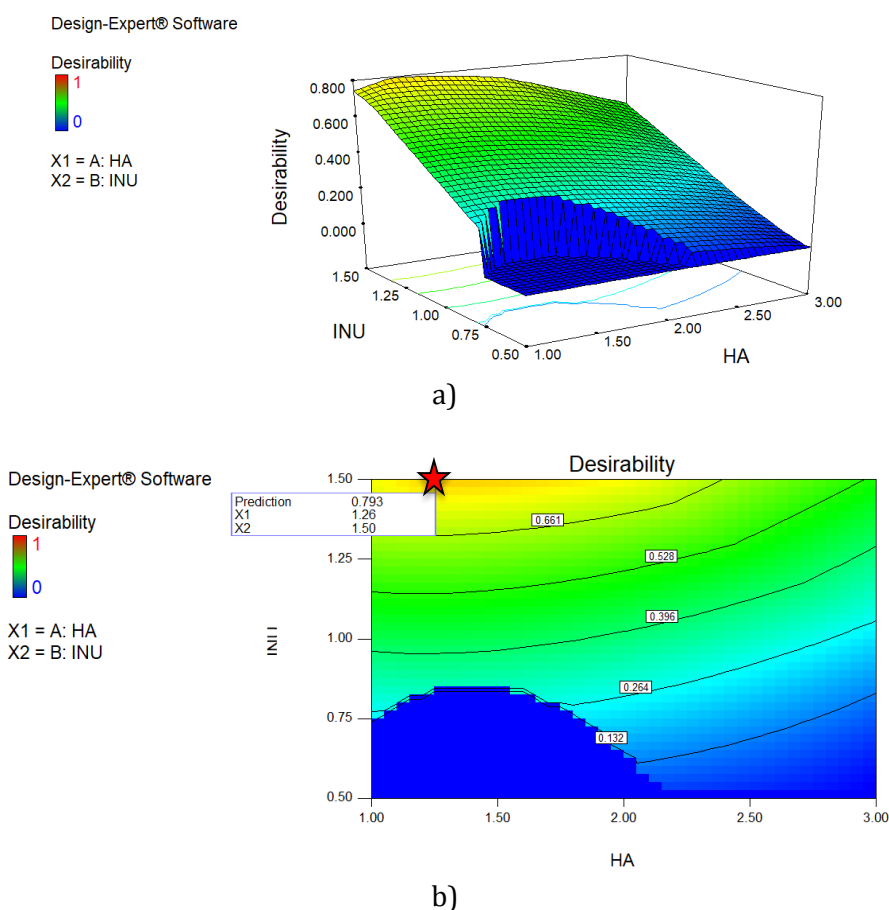 Design-Expert® Software
Desirability
1
0
X1 = A: HA
X2 = B: INU
Desirability
0.800
0.600
0.400
0.200
0.000
1.50
1.25
1.00
0.75
0.50
INU
1.00
1.50
2.00
2.50
3.00
HA
a)
Design-Expert® Software
Desirability
1
0
X1 = A: HA
X2 = B: INU
Desirability
Prediction 0.793
X1 1.26
X2 1.50
1.50
1.25
1.00
0.75
0.50
0.661
0.528
0.396
0.264
0.132
1.00
1.50
2.00
2.50
3.00
HA
b)